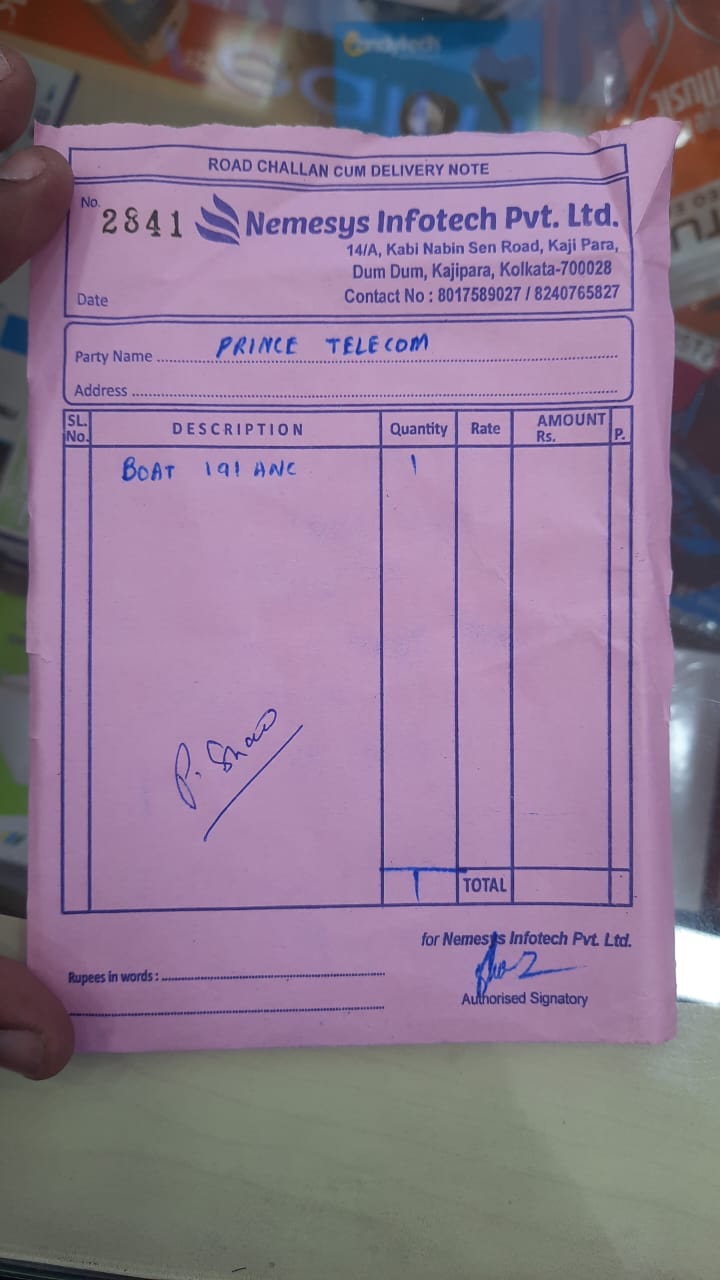 Candytech
ROAD CHALLAN CUM DELIVERY NOTE
No. 2841
Nemesys Infotech Pvt. Ltd.
14/A, Kabi Nabin Sen Road, Kaji Para,
Dum Dum, Kajipara, Kolkata-700028
Date
Contact No : 8017589027 / 8240765827
Party Name PRINCE TELECOM
Address
SL. No. DESCRIPTION Quantity Rate AMOUNT Rs. P.
BOAT 191 ANC 1
P. Shaw
1 TOTAL
for Nemesys Infotech Pvt. Ltd.
Rupees in words :
Authorised Signatory